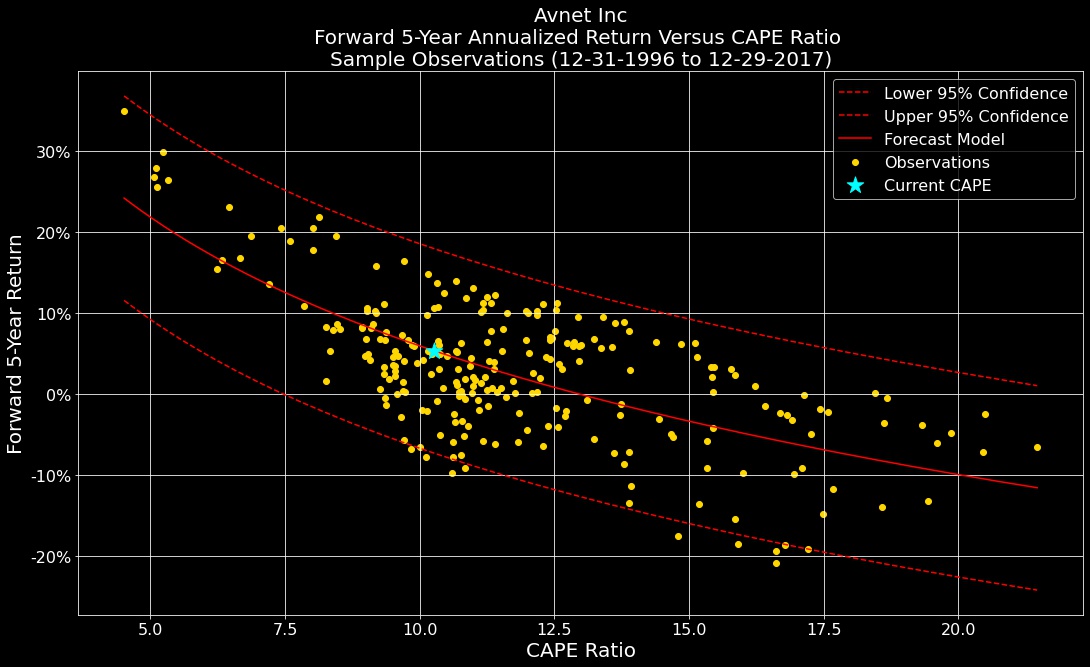 Avnet Inc
Forward 5-Year Annualized Return Versus CAPE Ratio
Sample Observations (12-31-1996 to 12-29-2017)
Lower 95% Confidence
Upper 95% Confidence
Forecast Model
Observations
Current CAPE
Forward 5-Year Return
30%
20%
10%
0%
-10%
-20%
5.0 7.5 10.0 12.5 15.0 17.5 20.0
CAPE Ratio